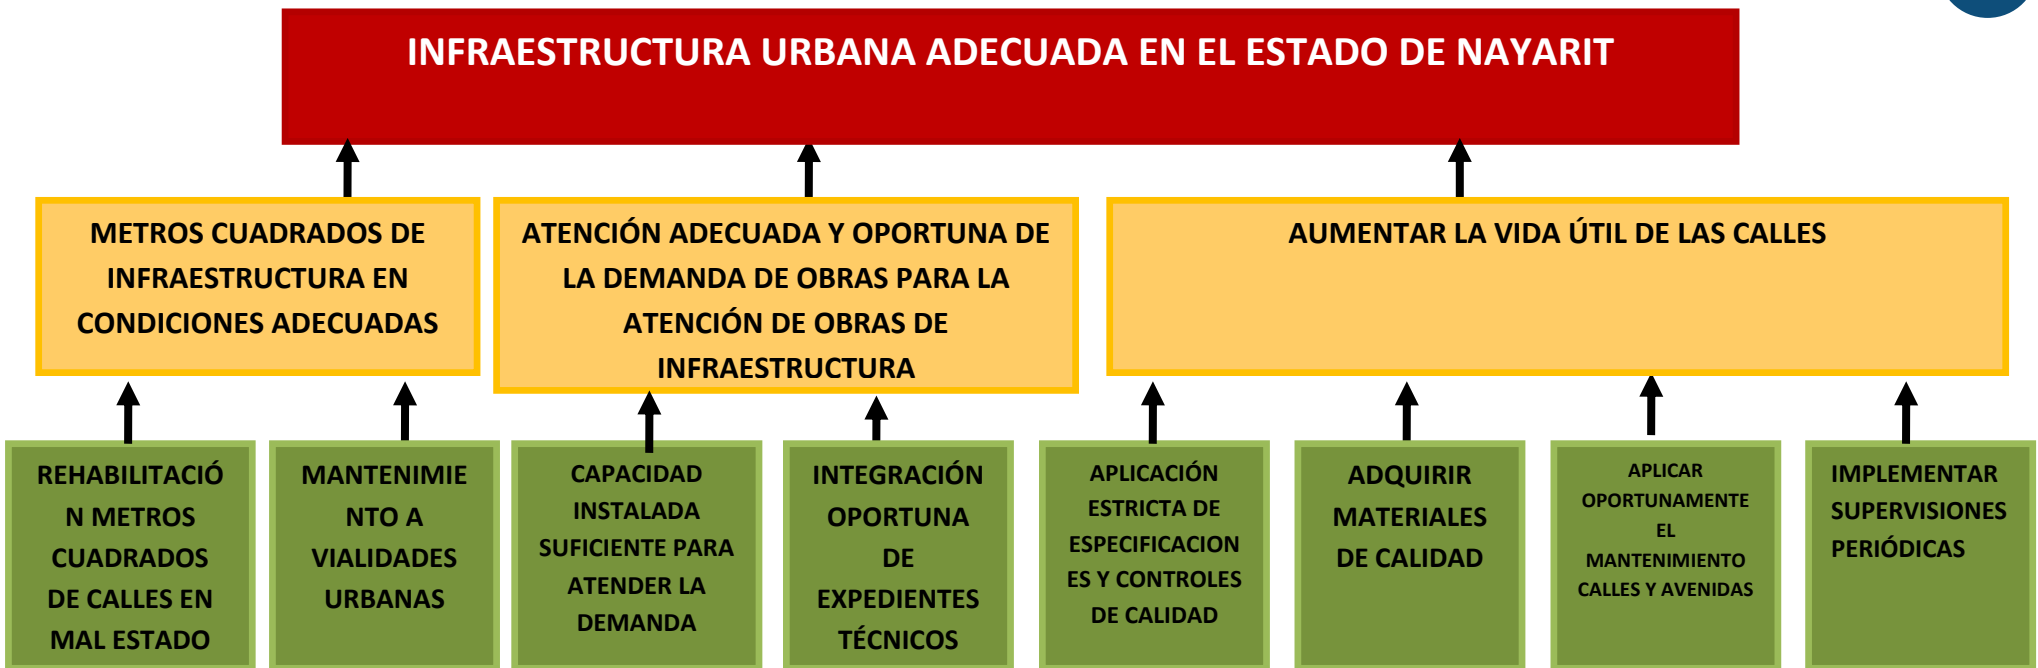 INFRAESTRUCTURA URBANA ADECUADA EN EL ESTADO DE NAYARIT
METROS CUADRADOS DE
INFRAESTRUCTURA EN
CONDICIONES ADECUADAS
ATENCIÓN ADECUADA Y OPORTUNA DE
LA DEMANDA DE OBRAS PARA LA
ATENCIÓN DE OBRAS DE
INFRAESTRUCTURA
AUMENTAR LA VIDA ÚTIL DE LAS CALLES
REHABILITACIÓ
N METROS
CUADRADOS
DE CALLES EN
MAL ESTADO
MANTENIMIE
NTO A
VIALIDADES
URBANAS
CAPACIDAD
INSTALADA
SUFICIENTE PARA
ATENDER LA
DEMANDA
INTEGRACIÓN
OPORTUNA
DE
EXPEDIENTES
TÉCNICOS
APLICACIÓN
ESTRICTA DE
ESPECIFICACION
ES Y CONTROLES
DE CALIDAD
ADQUIRIR
MATERIALES
DE CALIDAD
APLICAR
OPORTUNAMENTE
EL
MANTENIMIENTO
CALLES Y AVENIDAS
IMPLEMENTAR
SUPERVISIONES
PERIÓDICAS